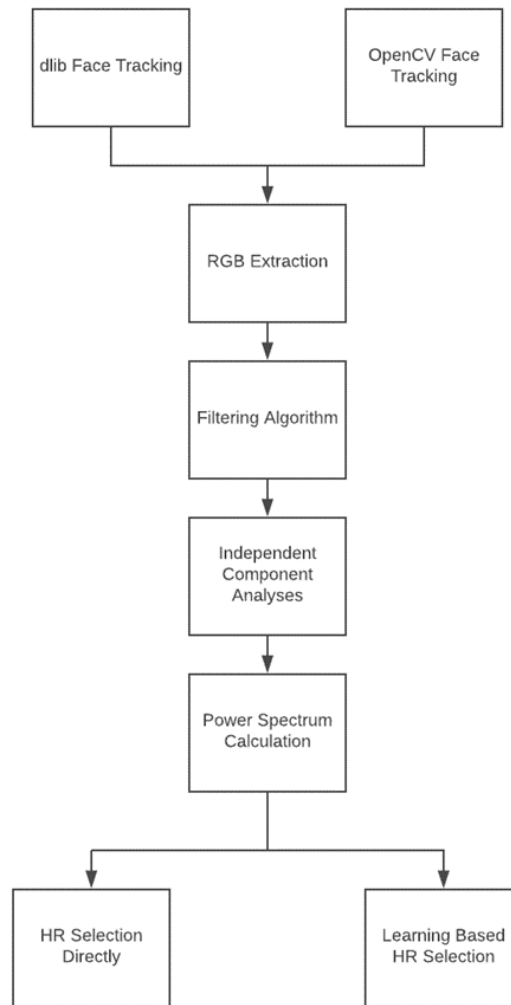 dlib Face Tracking
OpenCV Face
Tracking
RGB Extraction
Filtering Algorithm
Independent
Component
Analyses
Power Spectrum
Calculation
HR Selection
Directly
Learning Based
HR Selection